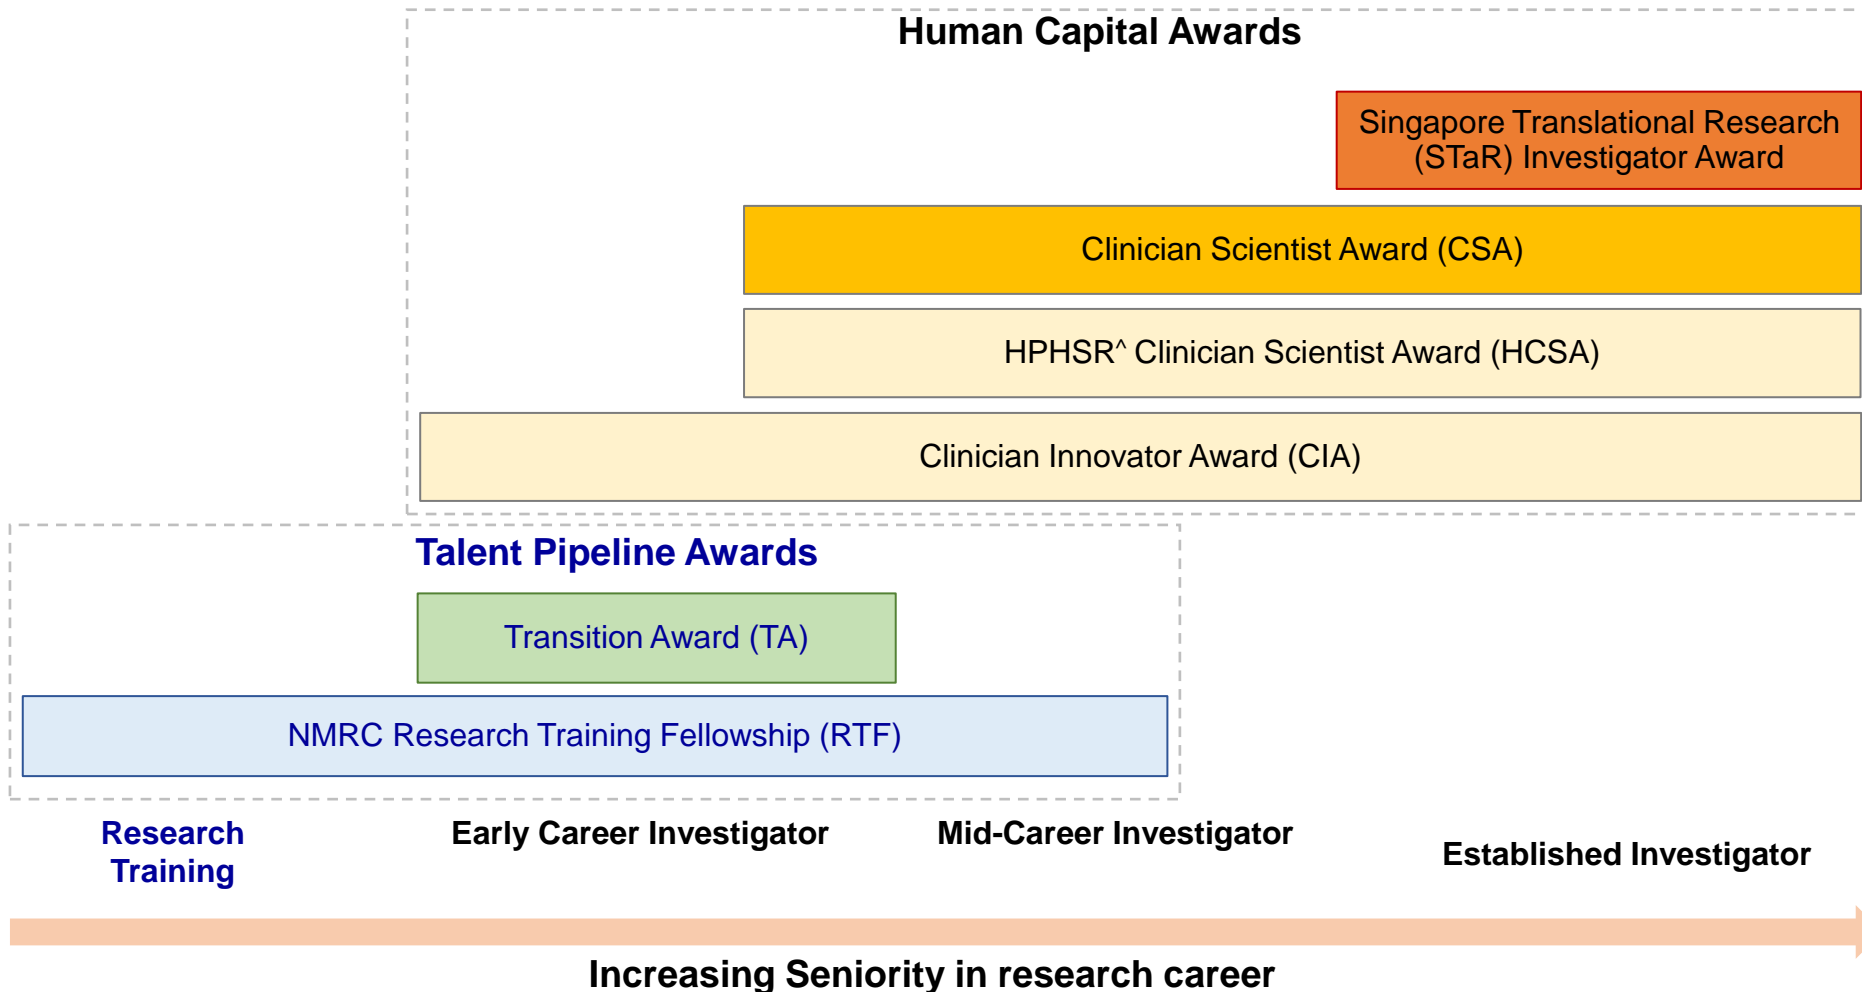 Human Capital Awards
Singapore Translational Research
(STaR) Investigator Award
Clinician Scientist Award (CSA)
HPHSR^ Clinician Scientist Award (HCSA)
Clinician Innovator Award (CIA)
Talent Pipeline Awards
Transition Award (TA)
NMRC Research Training Fellowship (RTF)
Research
Training
Early Career Investigator
Mid-Career Investigator
Established Investigator
Increasing Seniority in research career